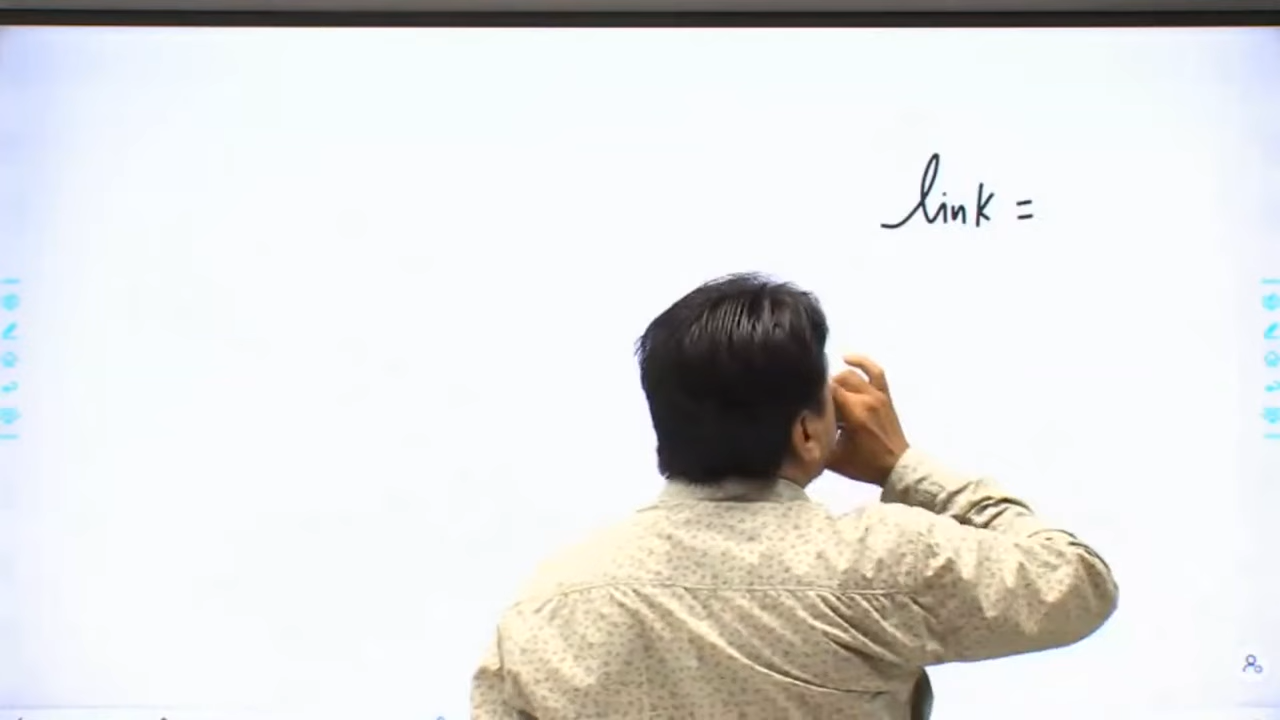 link =